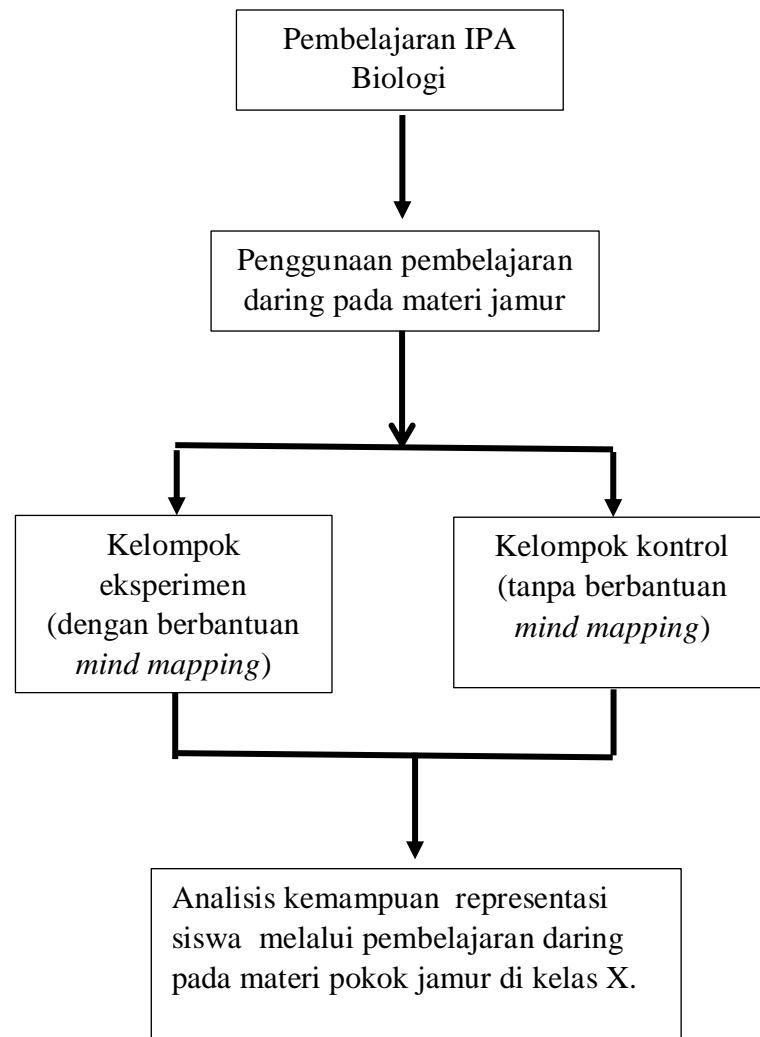 Pembelajaran IPA
Biologi
Penggunaan pembelajaran
daring pada materi jamur
Kelompok
eksperimen
(dengan berbantuan
mind mapping)
Kelompok kontrol
(tanpa berbantuan
mind mapping)
Analisis kemampuan representasi
siswa melalui pembelajaran daring
pada materi pokok jamur di kelas X.